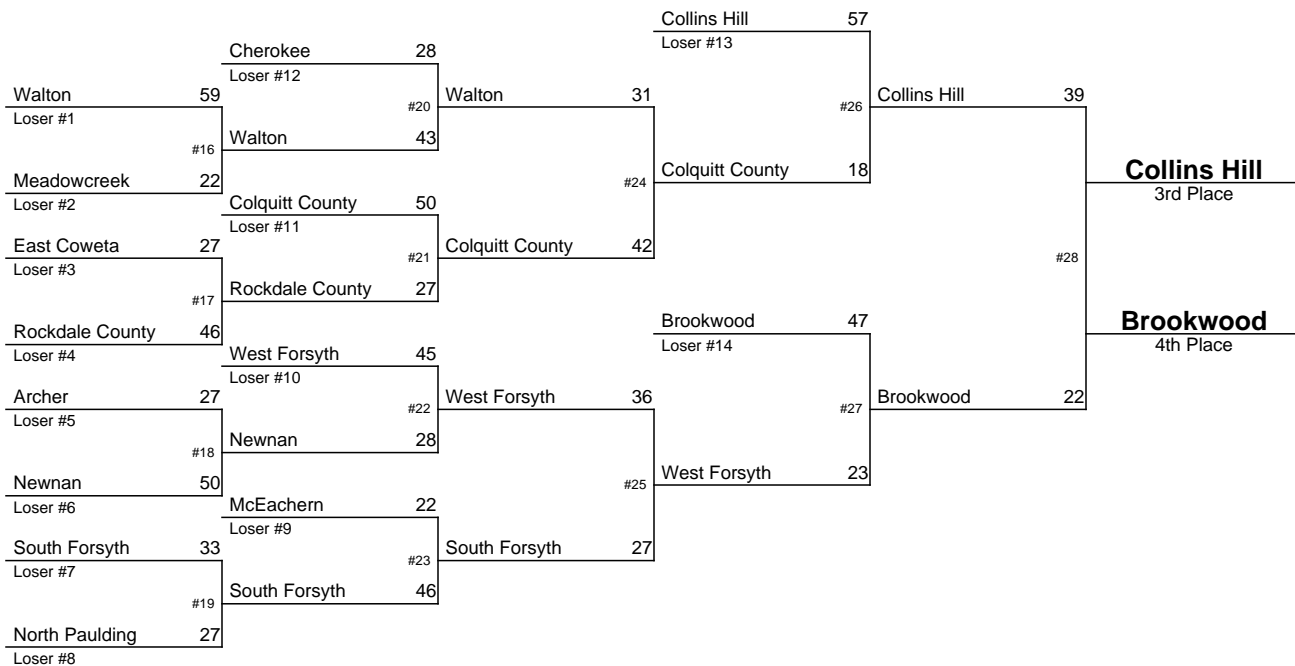 Collins Hill 57
Loser #13
Cherokee 28
Loser #12
Walton 59
Loser #1
#20
Walton 31
#26
Collins Hill 39
#16
Walton 43
Meadowcreek 22
Loser #2
#24
Colquitt County 18
Collins Hill
3rd Place
Colquitt County 50
Loser #11
East Coweta 27
Loser #3
#21
Colquitt County 42
#28
#17
Rockdale County 27
Rockdale County 46
Loser #4
Brookwood 47
Loser #14
Brookwood
4th Place
West Forsyth 45
Loser #10
Archer 27
Loser #5
#22
West Forsyth 36
#27
Brookwood 22
#18
Newnan 28
Newnan 50
Loser #6
#25
West Forsyth 23
McEachern 22
Loser #9
South Forsyth 33
Loser #7
#23
South Forsyth 27
#19
South Forsyth 46
North Paulding 27
Loser #8